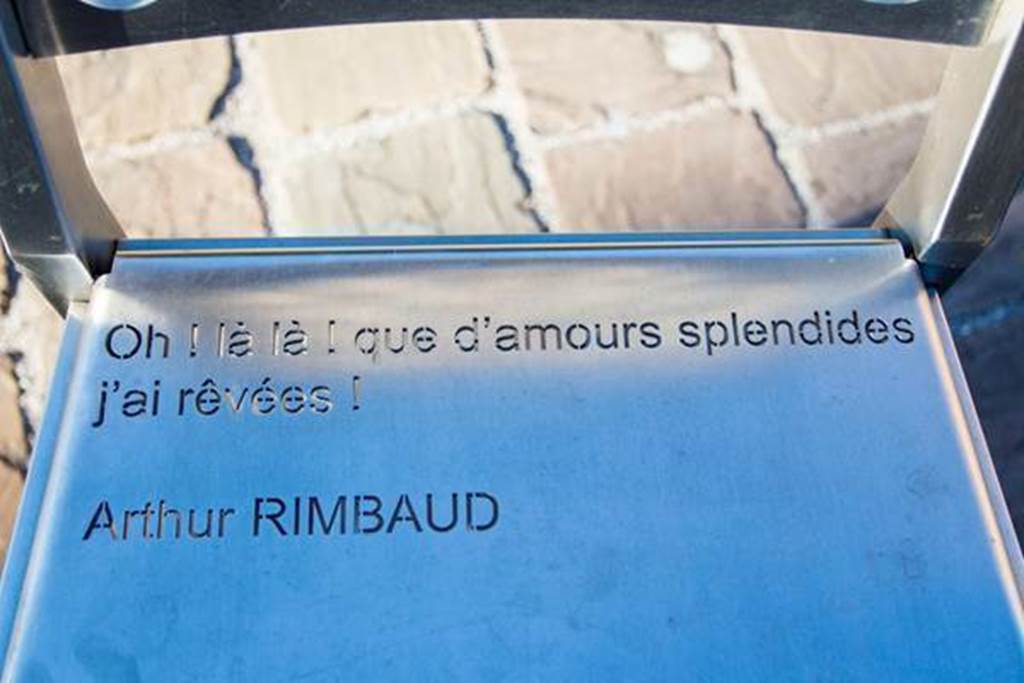 Oh ! là là ! que d'amours splendides
j'ai rêvées !
Arthur RIMBAUD